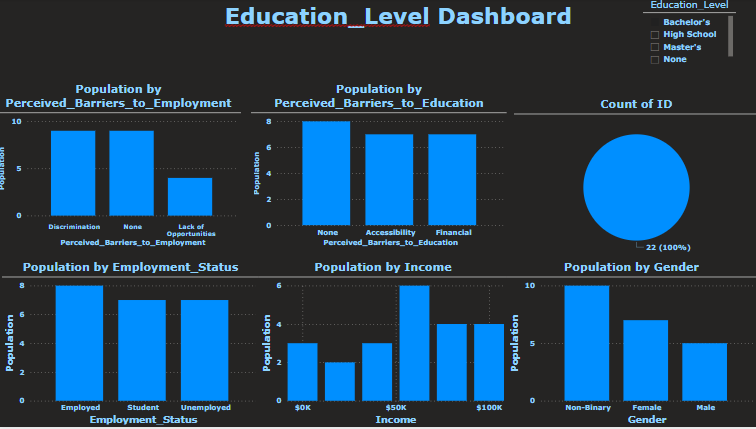 Education_Level Dashboard
Education_Level
Bachelor's
High School
Master's
None
Population by
Perceived_Barriers_to_Employment
10
5
0
Population
Discrimination
None
Lack of
Opportunities
Perceived_Barriers_to_Employment
Population by
Perceived_Barriers_to_Education
8
6
4
2
0
Population
None
Accessibility
Financial
Perceived_Barriers_to_Education
Count of ID
22 (100%)
Population by Employment_Status
8
6
4
2
0
Population
Employed
Student
Unemployed
Employment_Status
Population by Income
6
4
2
0
Population
$0K
$50K
$100K
Income
Population by Gender
10
5
0
Population
Non-Binary
Female
Male
Gender